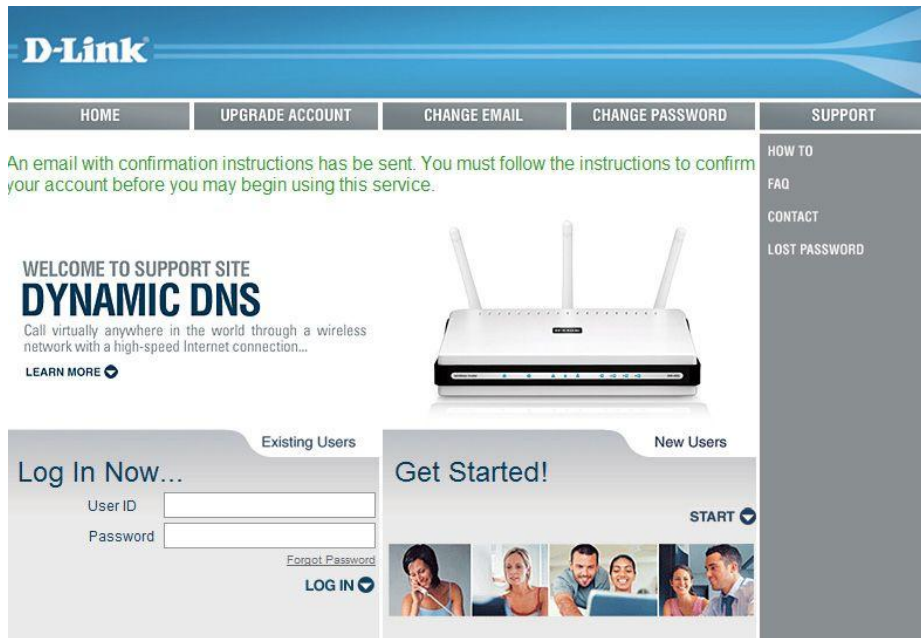 D-Link
HOME
UPGRADE ACCOUNT
CHANGE EMAIL
CHANGE PASSWORD
SUPPORT
An email with confirmation instructions has be sent. You must follow the instructions to confirm
your account before you may begin using this service.
HOW TO
FAQ
CONTACT
LOST PASSWORD
WELCOME TO SUPPORT SITE
DYNAMIC DNS
Call virtually anywhere in the world through a wireless
network with a high-speed Internet connection...
LEARN MORE
D-Link
Existing Users
Log In Now...
User ID
Password
Forgot Password
LOG IN
New Users
Get Started!
START